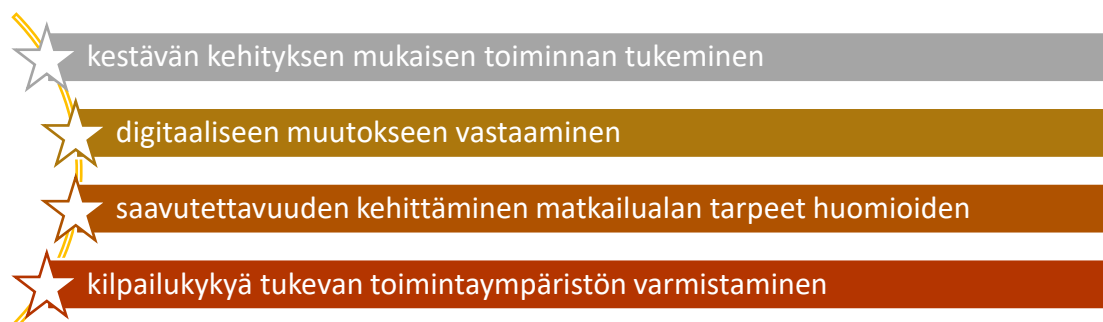 kestävän kehityksen mukaisen toiminnan tukeminen
digitaaliseen muutokseen vastaaminen
saavutettavuuden kehittäminen matkailualan tarpeet huomioiden
kilpailukykyä tukevan toimintaympäristön varmistaminen